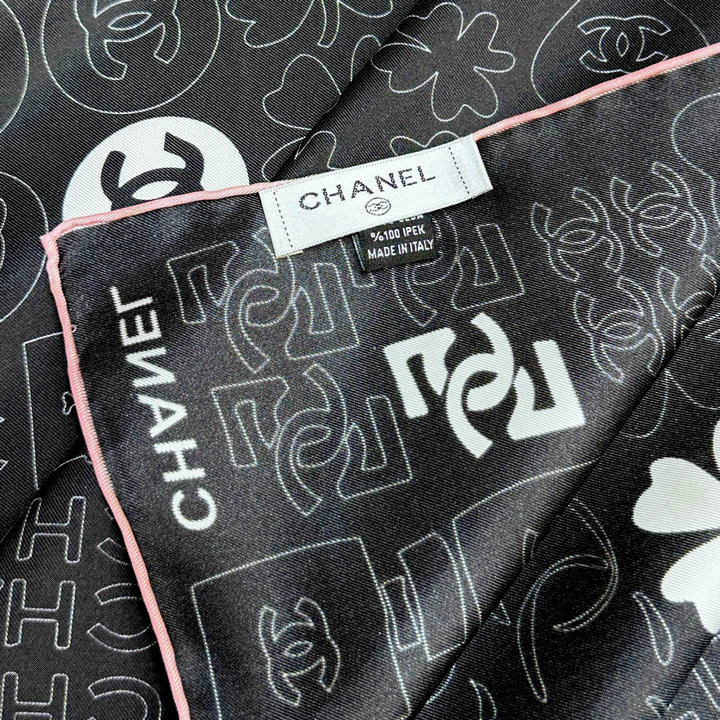 CHANEL
%100 IPEK
MADE IN ITALY
CHANEL